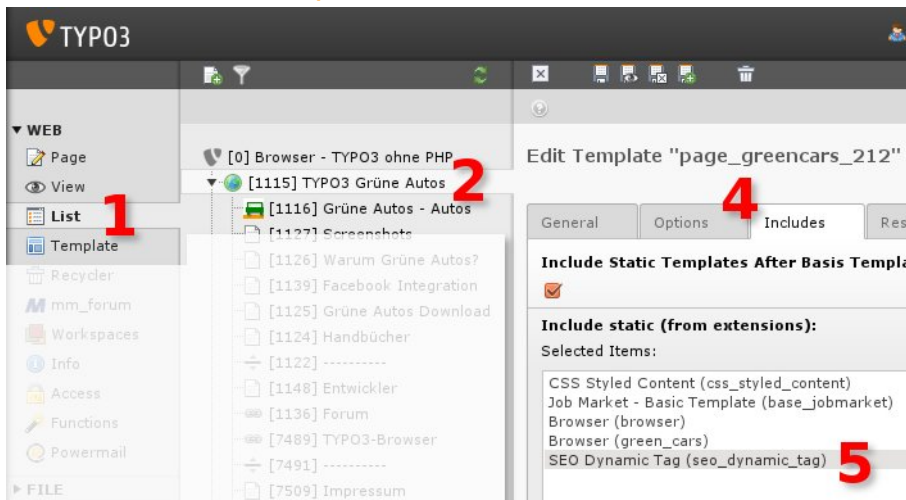 TYPO3
WEB
Page
View
List
Template
Recycler
mm_forum
Workspaces
Info
Access
Functions
Powermail
FILE
1
[0] Browser - TYPO3 ohne PHP
[1115] TYPO3 Grüne Autos
[1116] Grüne Autos - Autos
[1127] Screenshots
[1126] Warum Grüne Autos?
[1139] Facebook Integration
[1125] Grüne Autos Download
[1124] Handbücher
[1122] ----------
[1148] Entwickler
[1136] Forum
[7489] TYPO3-Browser
[7491] ----------
[7509] Impressum
2
Edit Template "page_greencars_212"
4
General Options Includes Res
Include Static Templates After Basis Templa
Include static (from extensions):
Selected Items:
CSS Styled Content (css_styled_content)
Job Market - Basic Template (base_jobmarket)
Browser (browser)
Browser (green_cars)
SEO Dynamic Tag (seo_dynamic_tag)
5